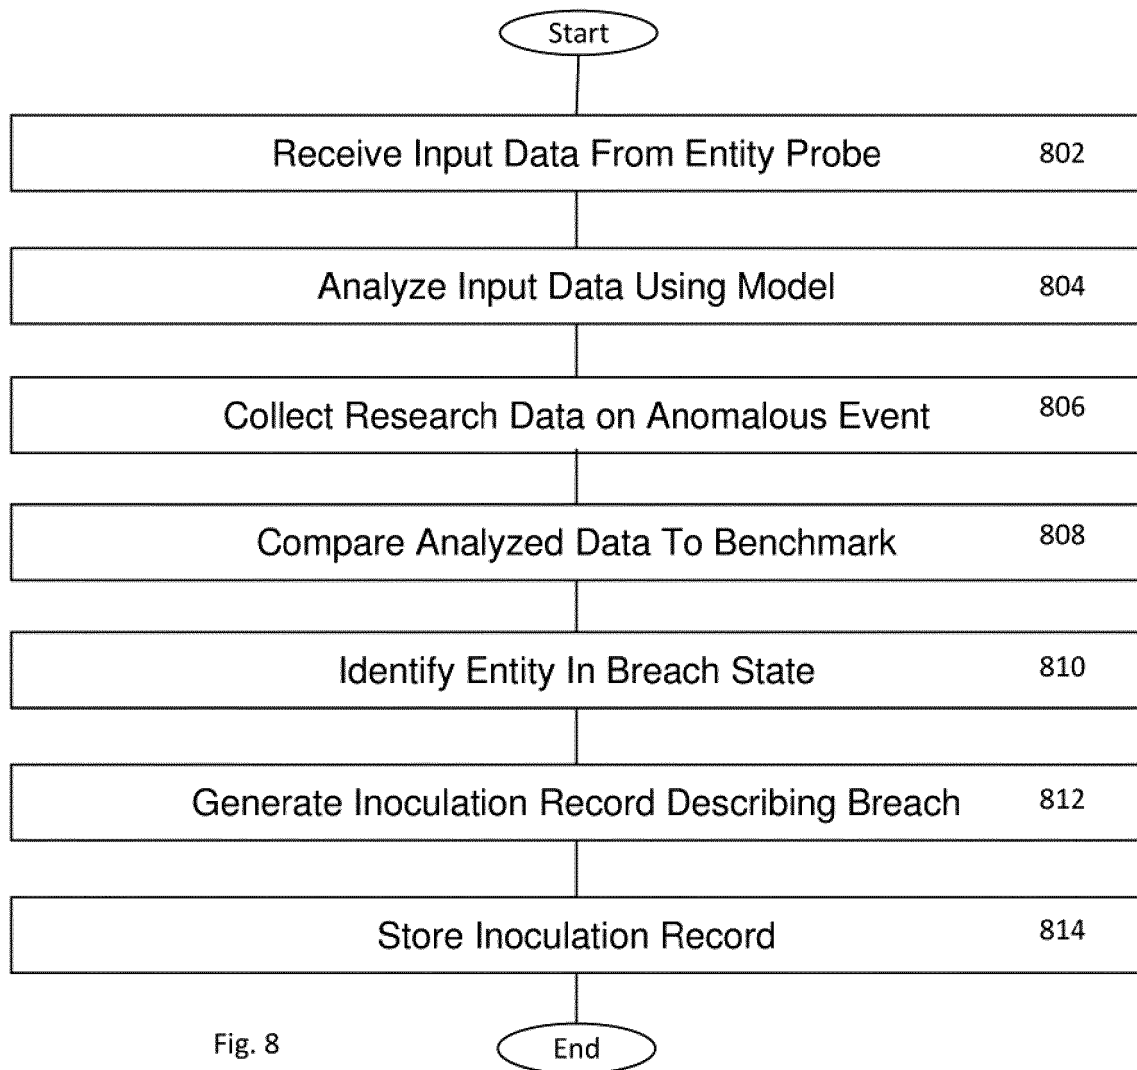 Start
Receive Input Data From Entity Probe 802
Analyze Input Data Using Model 804
Collect Research Data on Anomalous Event 806
Compare Analyzed Data To Benchmark 808
Identify Entity In Breach State 810
Generate Inoculation Record Describing Breach 812
Store Inoculation Record 814
Fig. 8
End